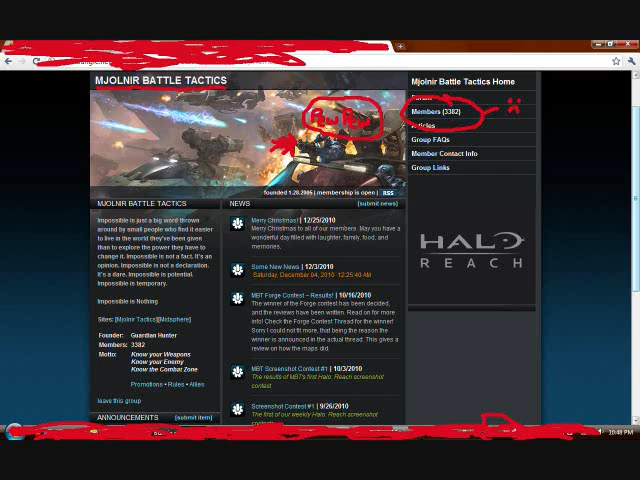 MJOLNIR BATTLE TACTICS
PEW PEW
founded 1.28.2005 | membership is open | RSS
Mjolnir Battle Tactics Home
Forum
Members (3382)
Articles
Group FAQs
Member Contact Info
Group Links
HALO
REACH
MJOLNIR BATTLE TACTICS
Impossible is just a big word thrown
around by small people who find it easier
to live in the world they've been given
than to explore the power they have to
change it. Impossible is not a fact. It's an
opinion. Impossible is not a declaration.
It's a dare. Impossible is potential.
Impossible is temporary.
Impossible is Nothing
Sites: [Mjolnir Tactics][Midsphere]
Founder: Guardian Hunter
Members: 3382
Motto: Know your Weapons
Know your Enemy
Know the Combat Zone
Promotions • Rules • Allies
leave this group
ANNOUNCEMENTS [submit item]
NEWS [submit news]
Merry Christmas! | 12/25/2010
Merry Christmas to all of our members. May you have a
wonderful day filled with laughter, family, food, and
memories.
Some New News | 12/3/2010
Saturday, December 04, 2010 12:25:40 AM
MBT Forge Contest – Results! | 10/16/2010
The winner of the Forge contest has been decided,
and the reviews have been written. Read on for more
info! Check the Forge Contest Thread for the winner!
Sorry I could not fit more, that being the reason the
winner is announced in the actual thread. This gives a
review on how the maps did.
MBT Screenshot Contest #1 | 10/3/2010
The results of MBT's first Halo: Reach screenshot
contest
Screenshot Contest #1 | 9/26/2010
The first of our weekly Halo: Reach screenshot
contests
10:48 PM